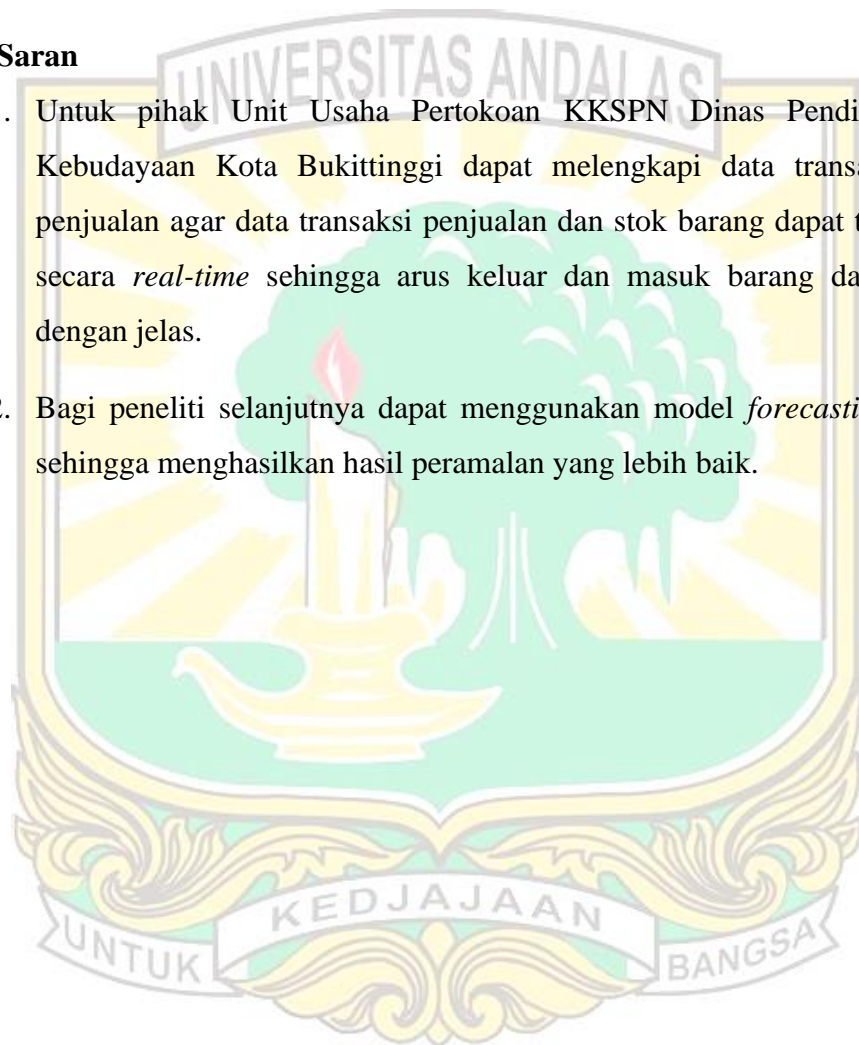 UNIVERSITAS ANDALAS
Saran
1. Untuk pihak Unit Usaha Pertokoan KKSPN Dinas Pendi
Kebudayaan Kota Bukittinggi dapat melengkapi data transa
penjualan agar data transaksi penjualan dan stok barang dapat t
secara real-time sehingga arus keluar dan masuk barang da
dengan jelas.
2. Bagi peneliti selanjutnya dapat menggunakan model forecasti
sehingga menghasilkan hasil peramalan yang lebih baik.
UNTUK KEDJAJAAN BANGSA